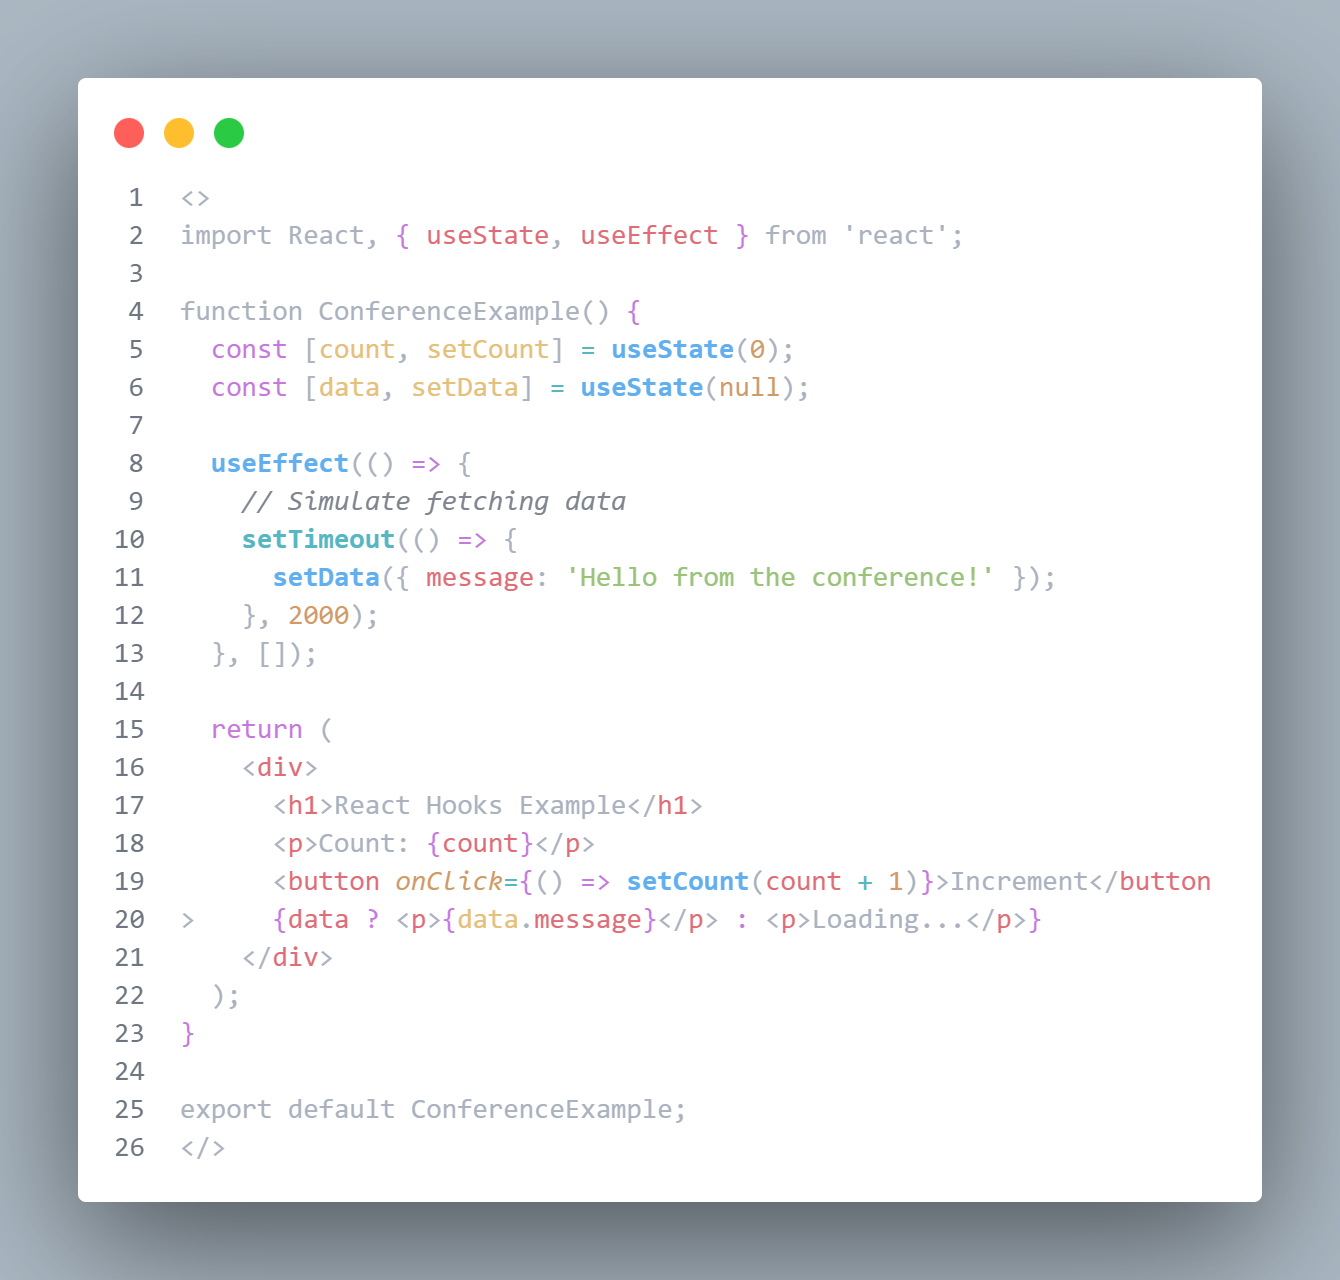 1 <>
2 import React, { useState, useEffect } from 'react';
3
4 function ConferenceExample() {
5   const [count, setCount] = useState(0);
6   const [data, setData] = useState(null);
7
8   useEffect(() => {
9     // Simulate fetching data
10     setTimeout(() => {
11       setData({ message: 'Hello from the conference!' });
12     }, 2000);
13   }, []);
14
15   return (
16     <div>
17       <h1>React Hooks Example</h1>
18       <p>Count: {count}</p>
19       <button onClick={() => setCount(count + 1)}>Increment</button
20 >     {data ? <p>{data.message}</p> : <p>Loading...</p>}
21     </div>
22   );
23 }
24
25 export default ConferenceExample;
26 </>